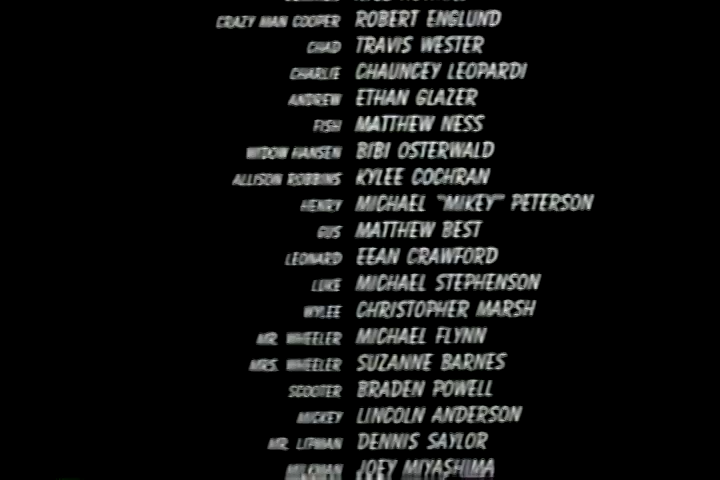 CRAZY MAN COOPER ROBERT ENGLUND
CHAD TRAVIS WESTER
CHARLIE CHAUNCEY LEOPARDI
ANDREW ETHAN GLAZER
FISH MATTHEW NESS
WIDOW HANSEN BIBI OSTERWALD
ALLISON ROBBINS KYLEE COCHRAN
HENRY MICHAEL "MIKEY" PETERSON
GUS MATTHEW BEST
LEONARD EEAN CRAWFORD
LUKE MICHAEL STEPHENSON
WYLEE CHRISTOPHER MARSH
MR. WHEELER MICHAEL FLYNN
MRS. WHEELER SUZANNE BARNES
SCOOTER BRADEN POWELL
MICKEY LINCOLN ANDERSON
MR. LIPMAN DENNIS SAYLOR
MILKMAN JOEY MIYASHIMA